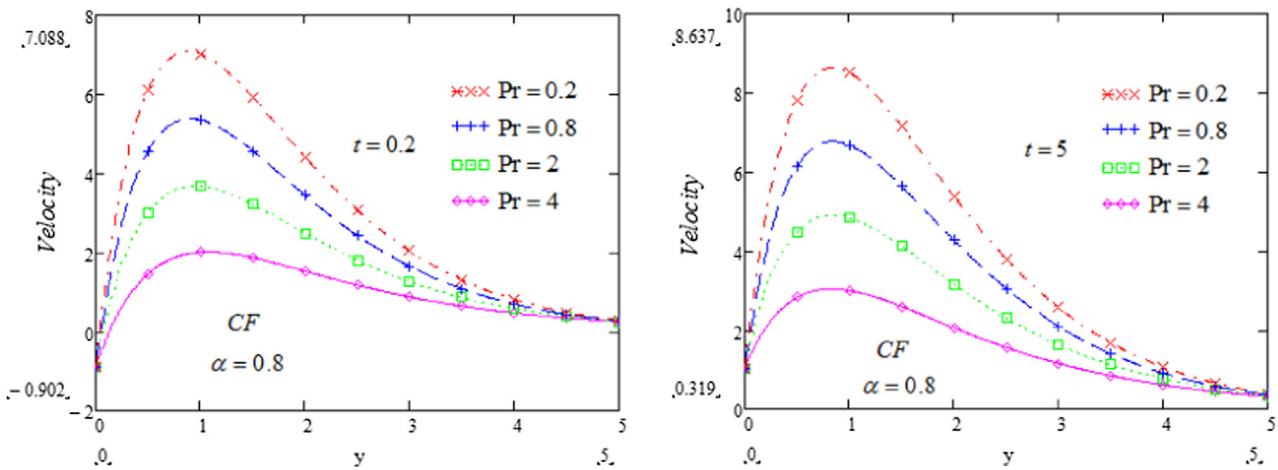 8
7.088
6
4
2
0
-0.902
-2
Velocity
Pr = 0.2
Pr = 0.8
Pr = 2
Pr = 4
t = 0.2
CF
α = 0.8
0 1 2 3 4 5
0 y 5
10
8.637
8
6
4
2
0.319
0
Velocity
Pr = 0.2
Pr = 0.8
Pr = 2
Pr = 4
t = 5
CF
α = 0.8
0 1 2 3 4 5
0 y 5